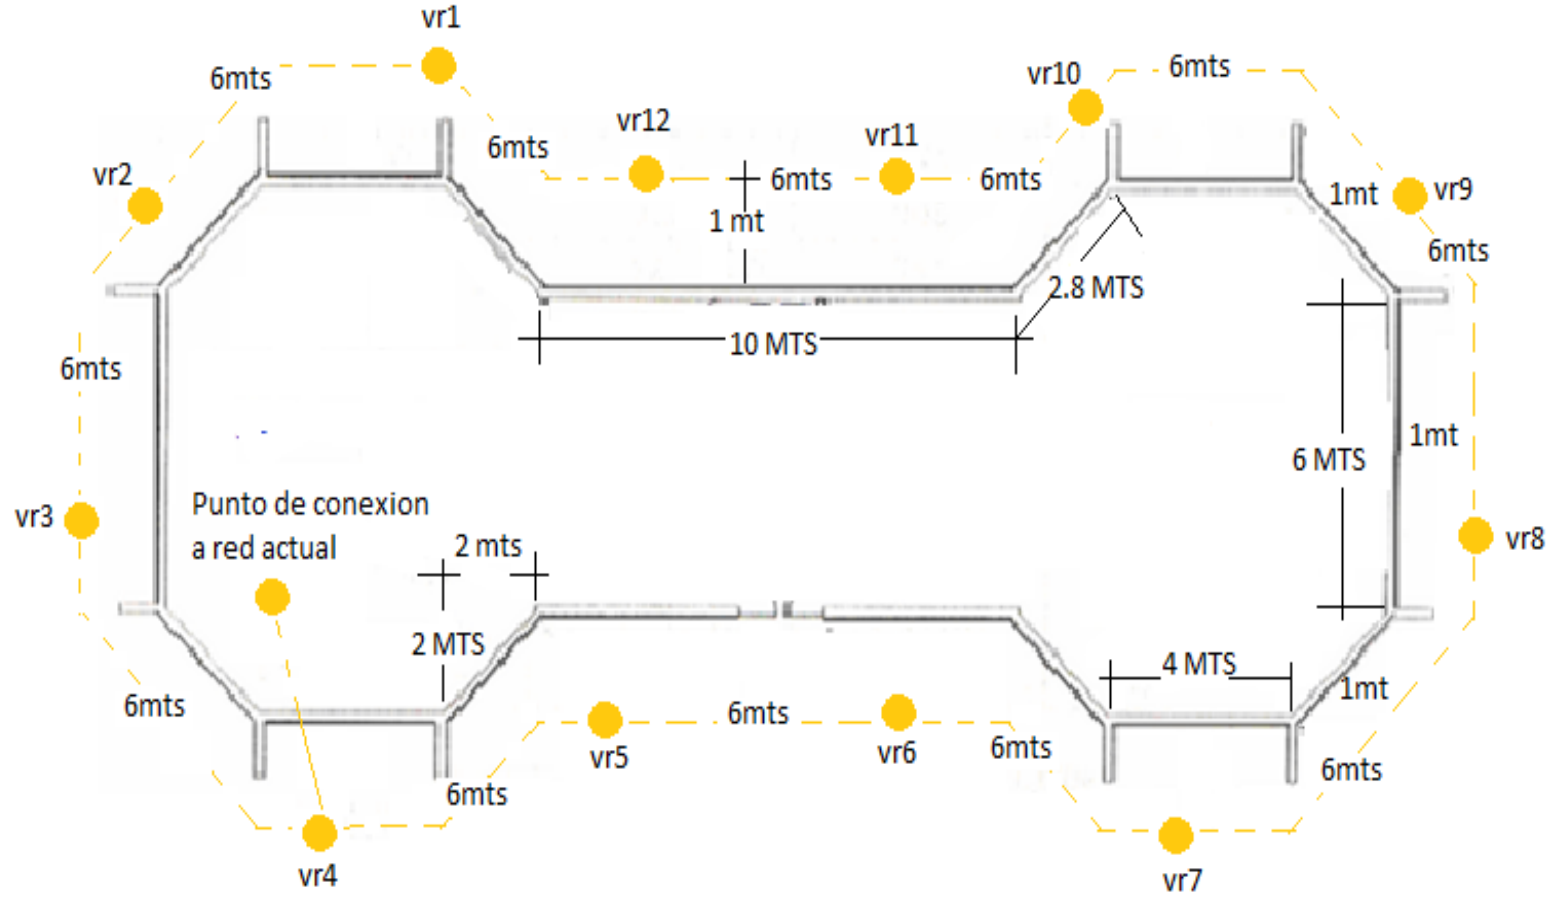 vr1
6mts
6mts
vr10
vr12
vr11
6mts
vr2
6mts
6mts
1mt
vr9
1 mt
6mts
2.8 MTS
10 MTS
6mts
1mt
6 MTS
Punto de conexion
a red actual
vr3
2 mts
vr8
2 MTS
4 MTS
1mt
6mts
6mts
vr5
vr6
6mts
6mts
6mts
vr4
vr7